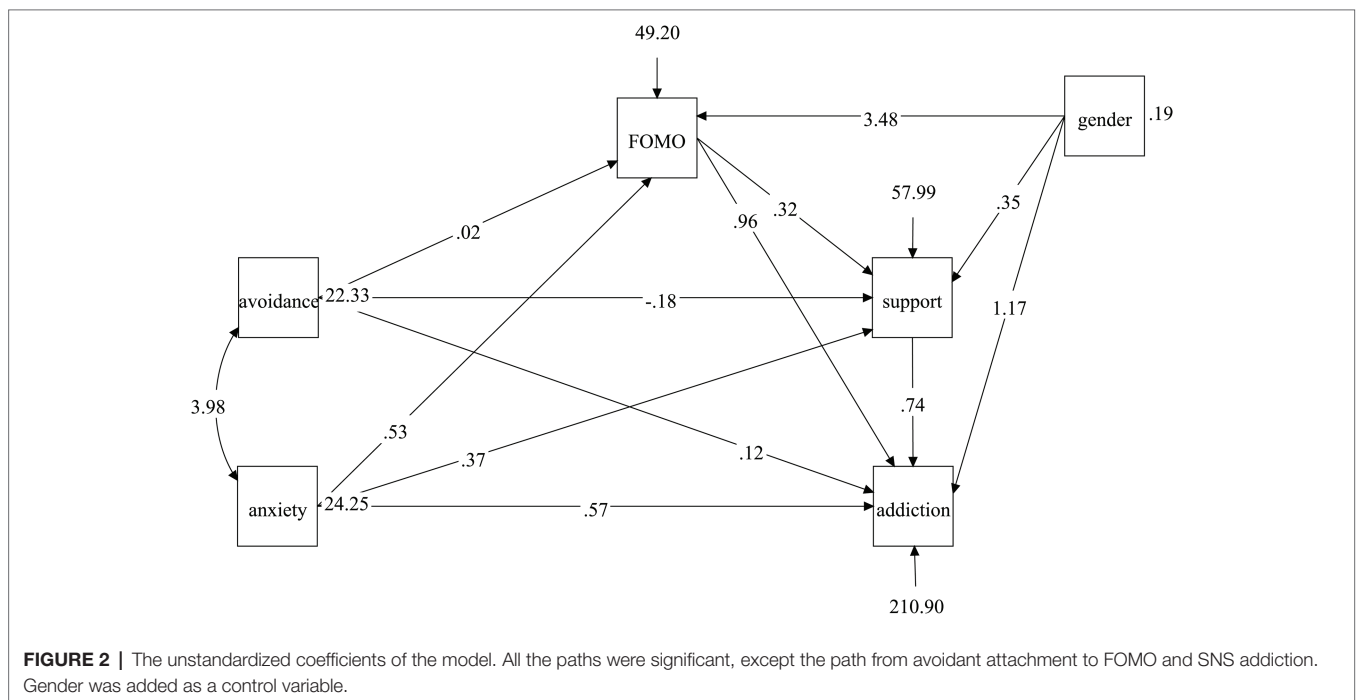 49.20
gender
.19
3.48
FOMO
57.99
.35
.32
.96
.02
avoidance
22.33
-.18
support
1.17
3.98
.74
.53
.37
.12
anxiety
24.25
.57
addiction
210.90
FIGURE 2 | The unstandardized coefficients of the model. All the paths were significant, except the path from avoidant attachment to FOMO and SNS addiction.
Gender was added as a control variable.